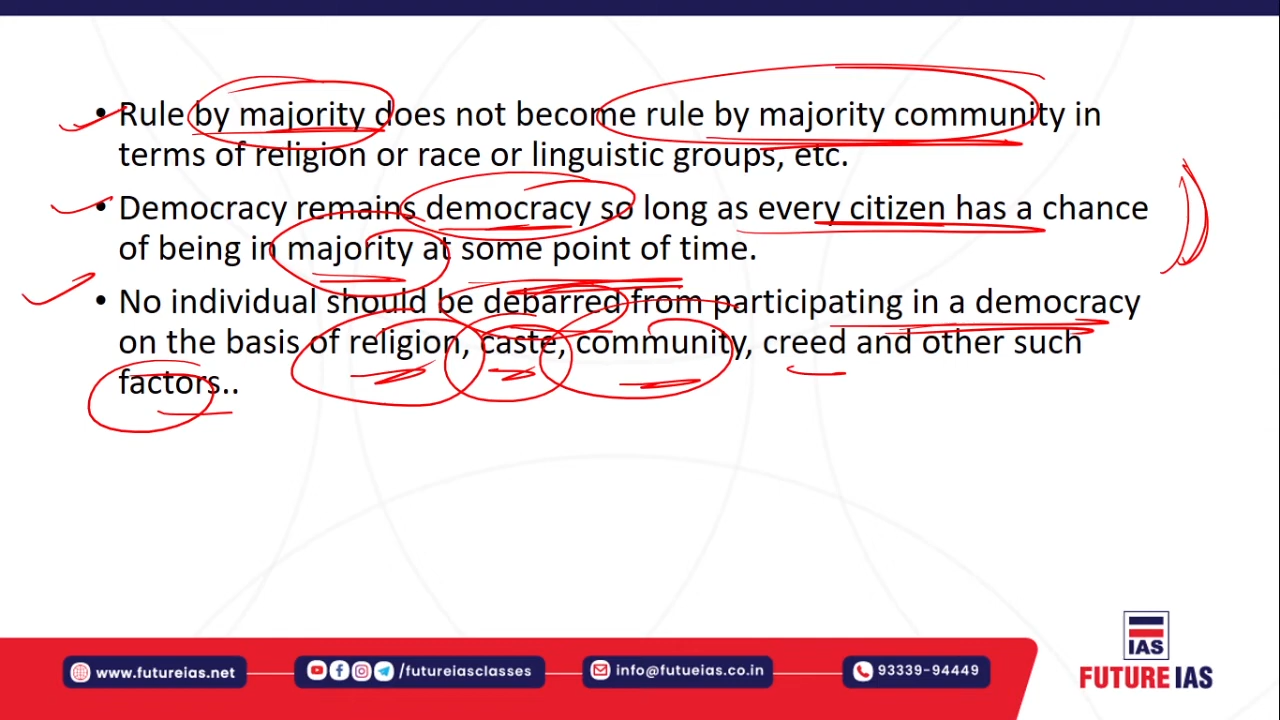 • Rule by majority does not become rule by majority community in
terms of religion or race or linguistic groups, etc.
• Democracy remains democracy so long as every citizen has a chance
of being in majority at some point of time.
• No individual should be debarred from participating in a democracy
on the basis of religion, caste, community, creed and other such
factors..
IAS
www.futureias.net
/futureiasclasses
info@futueias.co.in
93339-94449
FUTURE IAS